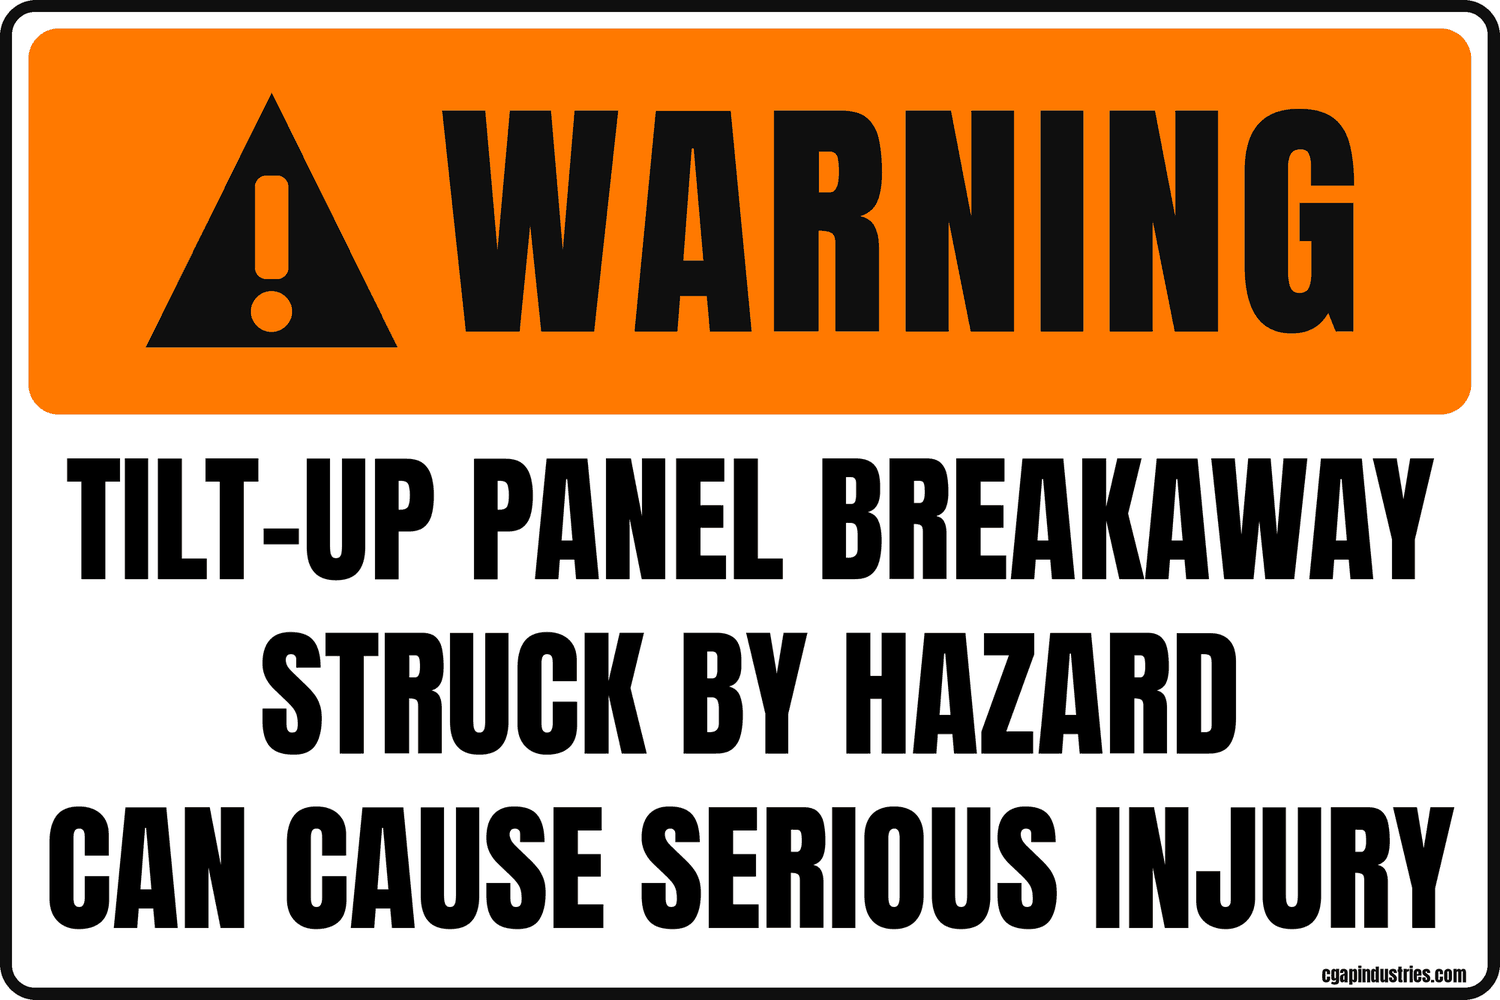 WARNING
TILT-UP PANEL BREAKAWAY
STRUCK BY HAZARD
CAN CAUSE SERIOUS INJURY
cgapindustries.com